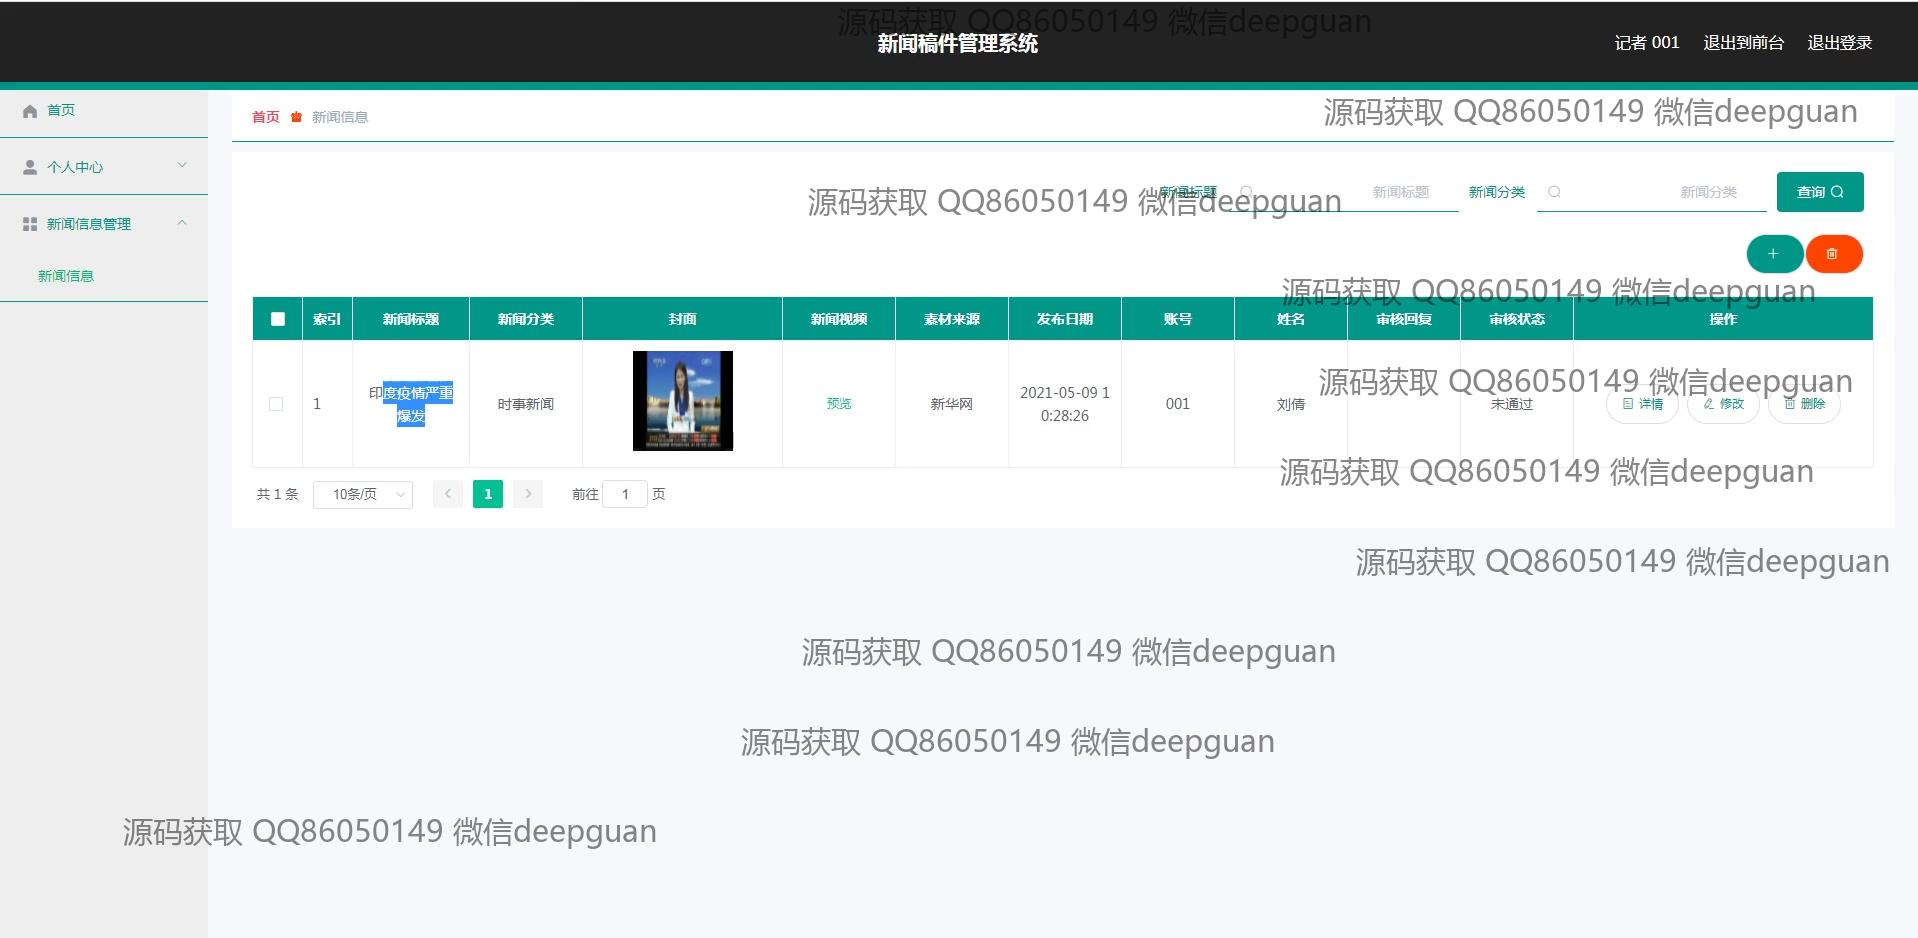 源码获取 QQ86050149 微信deepguan
新闻稿件管理系统
记者 001 退出到前台 退出登录
首页
首页 新闻信息
源码获取 QQ86050149 微信deepguan
个人中心
新闻标题 新闻标题 新闻分类 新闻分类 查询
源码获取 QQ86050149 微信deepguan
新闻信息管理
新闻信息
源码获取 QQ86050149 微信deepguan
索引 新闻标题 新闻分类 封面 新闻视频 素材来源 发布日期 账号 姓名 审核回复 审核状态 操作
源码获取 QQ86050149 微信deepguan
1 印度疫情严重
爆发
时事新闻 预览 新华网
2021-05-09 1
0:28:26
001 刘倩 未通过 详情 修改 删除
源码获取 QQ86050149 微信deepguan
共 1 条 10条/页 1 前往 1 页
源码获取 QQ86050149 微信deepguan
源码获取 QQ86050149 微信deepguan
源码获取 QQ86050149 微信deepguan
源码获取 QQ86050149 微信deepguan